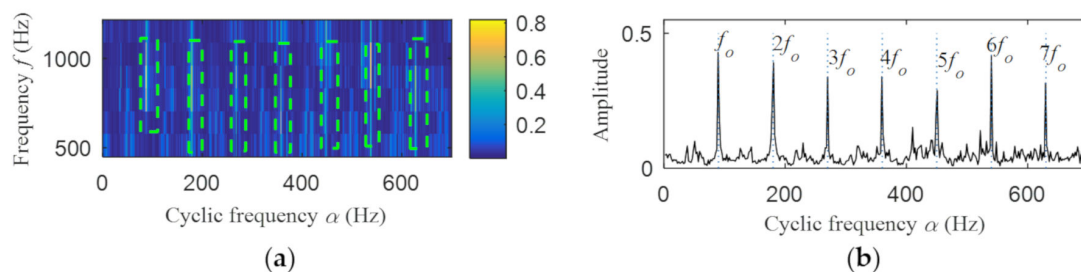 Frequency f (Hz)
1000
500
0 200 400 600
Cyclic frequency α (Hz)
0.8
0.6
0.4
0.2
(a)
Amplitude
0.5
0
f_o 2f_o 3f_o 4f_o 5f_o 6f_o 7f_o
0 200 400 600
Cyclic frequency α (Hz)
(b)